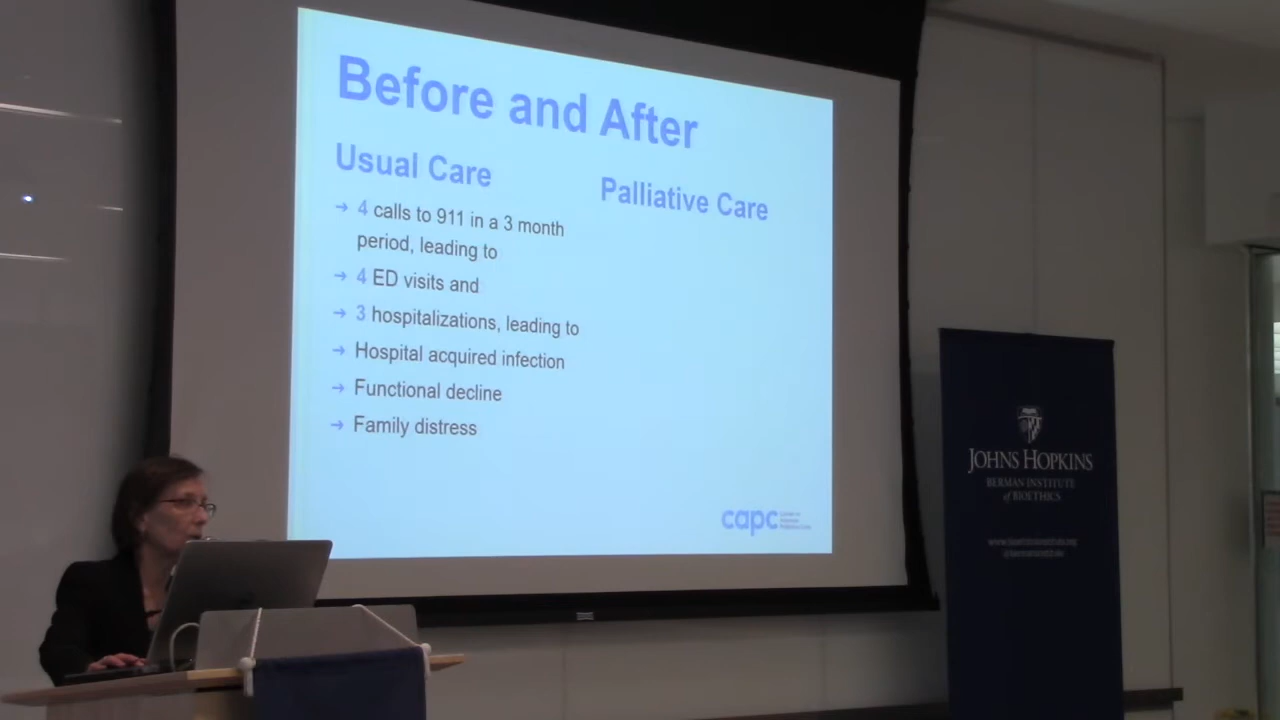 Before and After
Usual Care
→ 4 calls to 911 in a 3 month
period, leading to
→ 4 ED visits and
→ 3 hospitalizations, leading to
→ Hospital acquired infection
→ Functional decline
→ Family distress
Palliative Care
capc
JOHNS HOPKINS
BERMAN INSTITUTE
of BIOETHICS